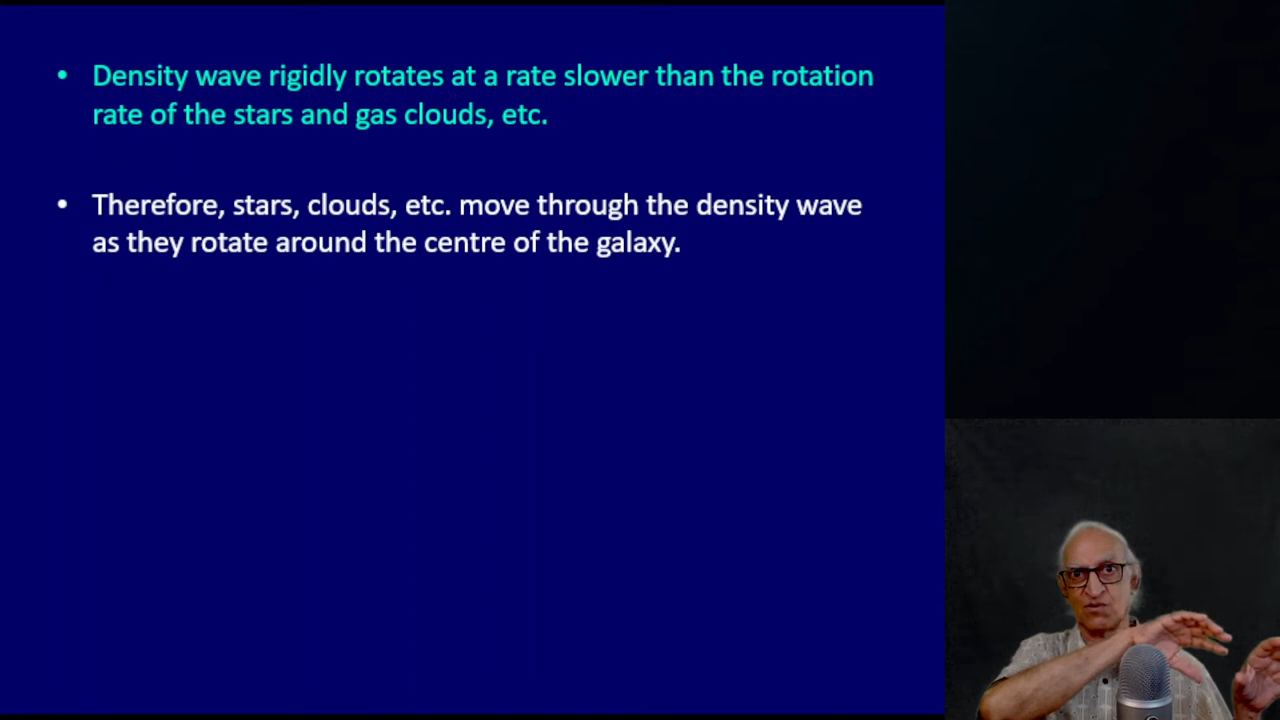 • Density wave rigidly rotates at a rate slower than the rotation
rate of the stars and gas clouds, etc.
• Therefore, stars, clouds, etc. move through the density wave
as they rotate around the centre of the galaxy.